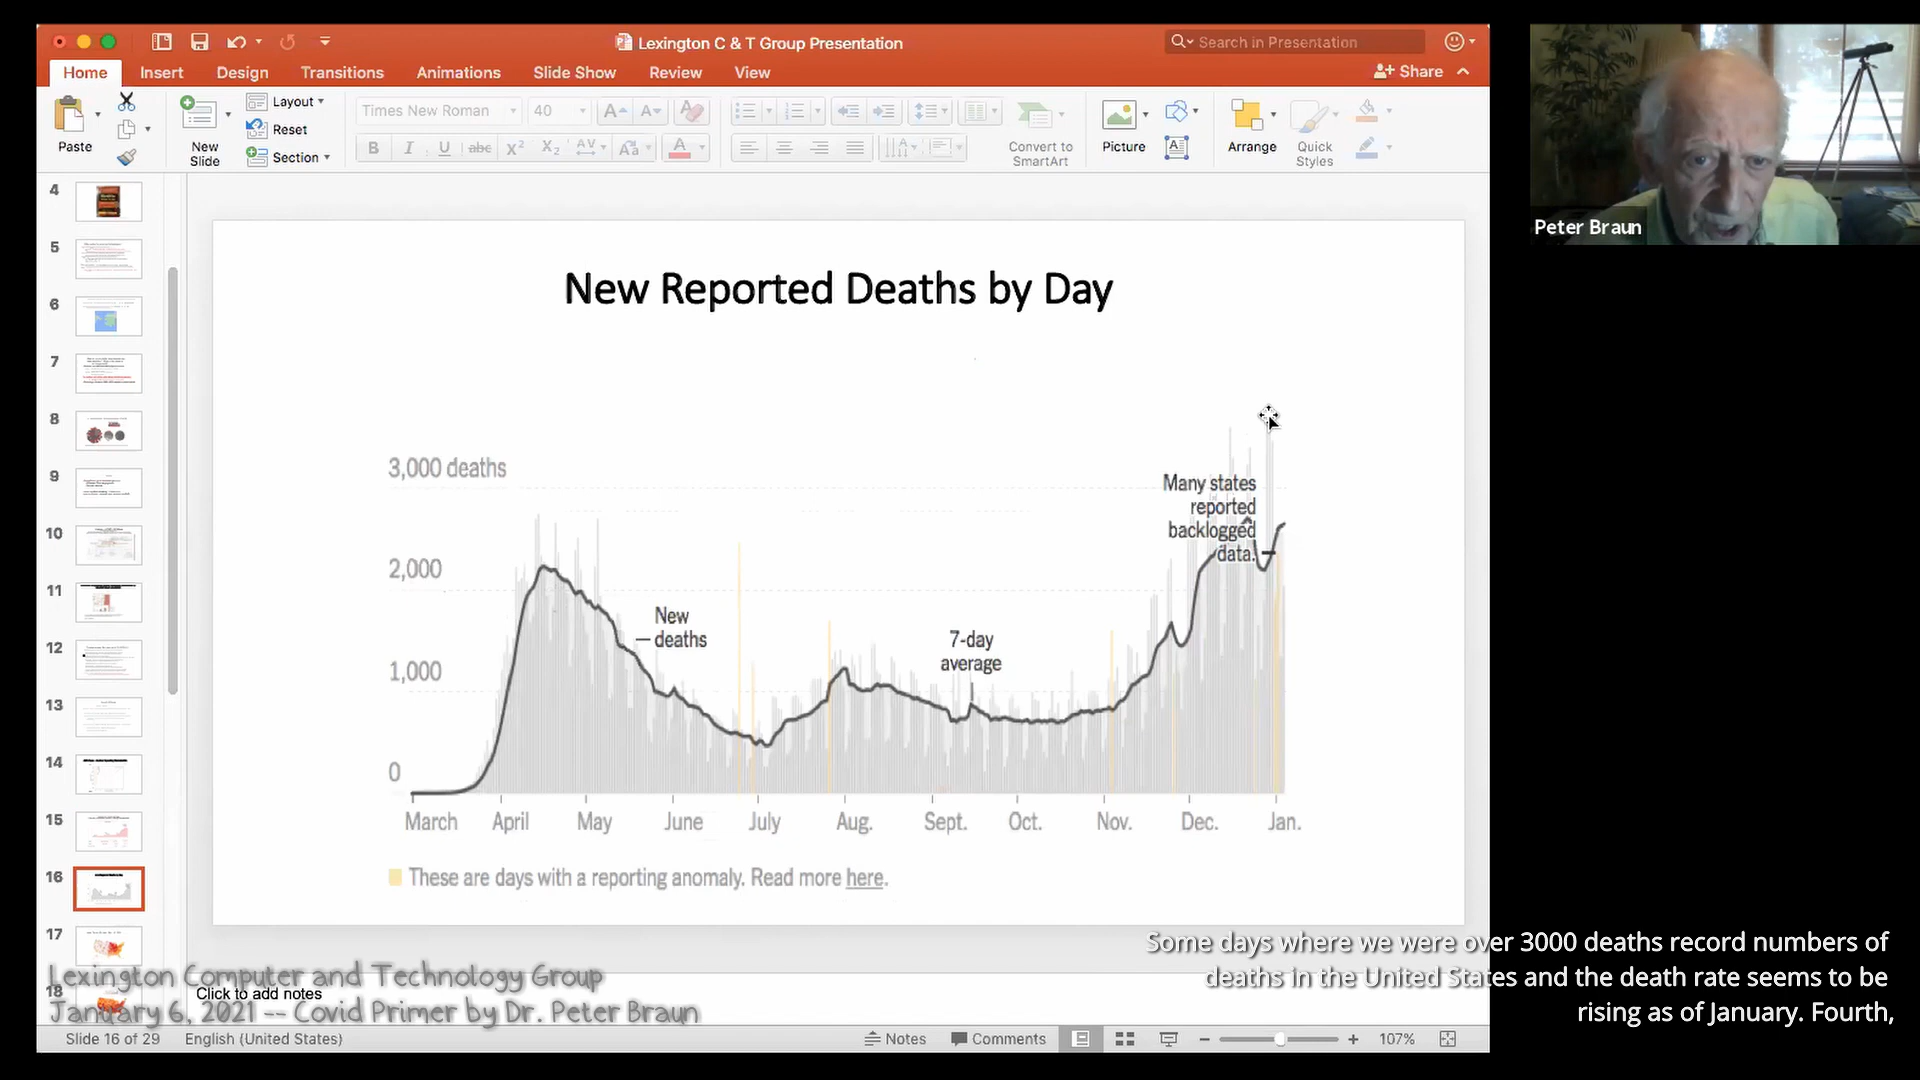 Lexington C & T Group Presentation
Search in Presentation
Home Insert Design Transitions Animations Slide Show Review View
Share
Paste
New
Slide
Layout
Reset
Section
Times New Roman 40
B I U abc X² X₂ AV Aa A
Convert to
SmartArt
Picture
Arrange
Quick
Styles
Peter Braun
4
5
6
7
8
9
10
11
12
13
14
15
16
17
18
New Reported Deaths by Day
3,000 deaths
2,000
1,000
0
New
deaths
7-day
average
Many states
reported
backlogged
data.
March April May June July Aug. Sept. Oct. Nov. Dec. Jan.
These are days with a reporting anomaly. Read more here.
Some days where we were over 3000 deaths record numbers of
deaths in the United States and the death rate seems to be
rising as of January. Fourth,
Lexington Computer and Technology Group
Click to add notes
January 6, 2021 -- Covid Primer by Dr. Peter Braun
Slide 16 of 29 English (United States) Notes Comments 107%